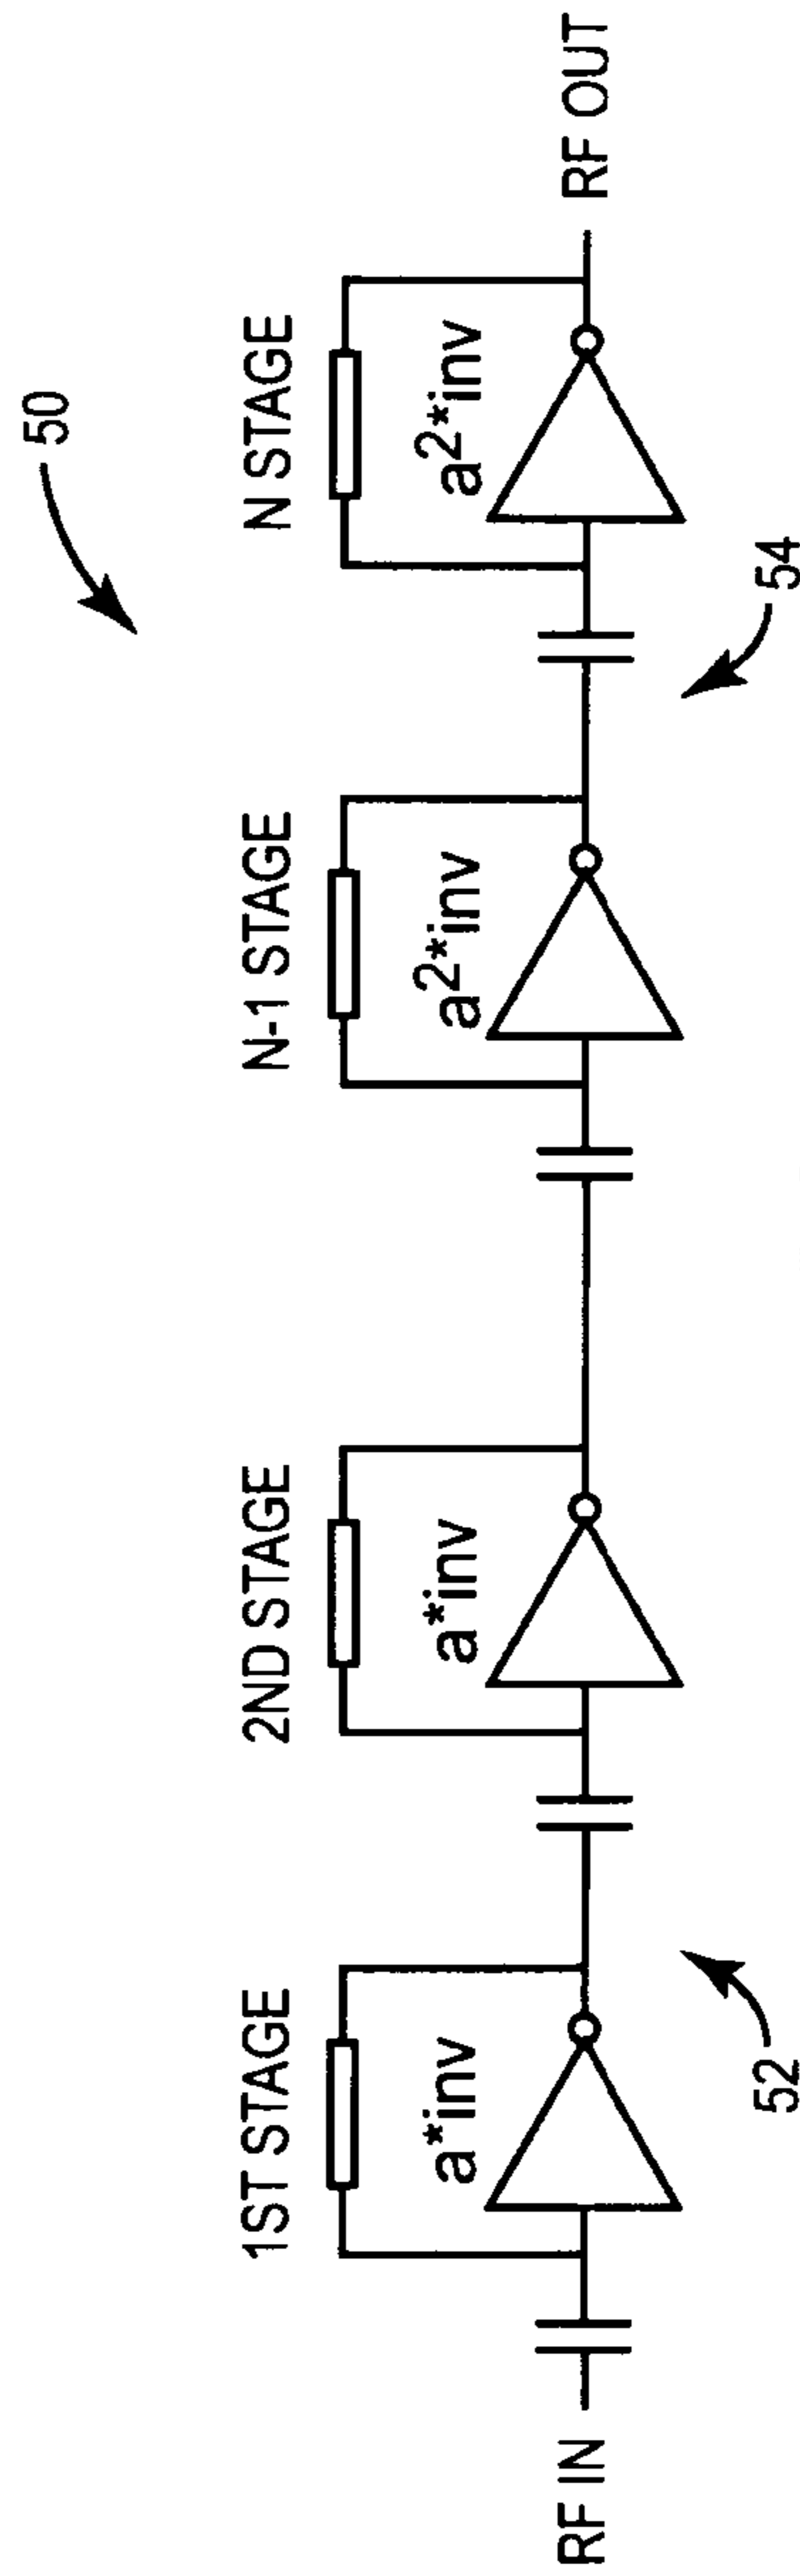 50
1ST STAGE
2ND STAGE
N-1 STAGE
N STAGE
a*inv
a*inv
a²*inv
a²*inv
RF IN
RF OUT
52
54